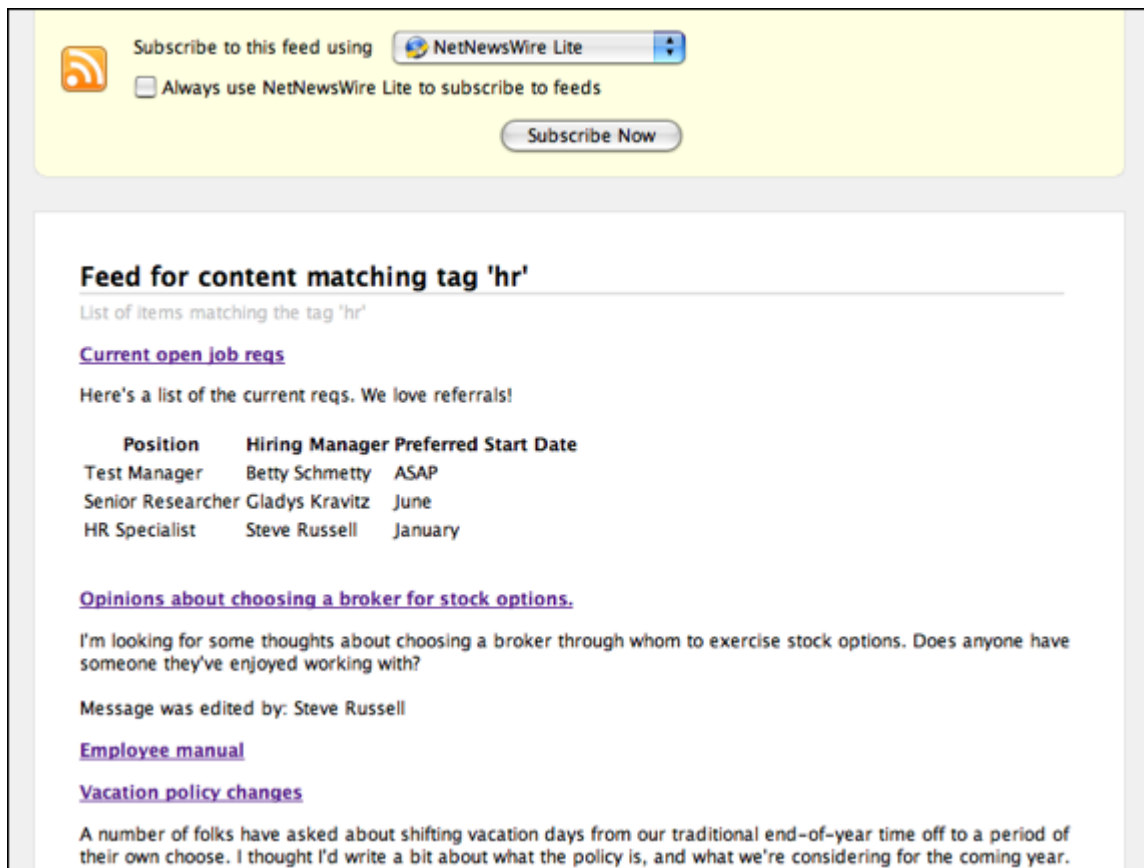 Subscribe to this feed using NetNewsWire Lite
Always use NetNewsWire Lite to subscribe to feeds
Subscribe Now
Feed for content matching tag 'hr'
List of items matching the tag 'hr'
Current open job reqs
Here's a list of the current reqs. We love referrals!
Position Hiring Manager Preferred Start Date
Test Manager Betty Schmetty ASAP
Senior Researcher Gladys Kravitz June
HR Specialist Steve Russell January
Opinions about choosing a broker for stock options.
I'm looking for some thoughts about choosing a broker through whom to exercise stock options. Does anyone have
someone they've enjoyed working with?
Message was edited by: Steve Russell
Employee manual
Vacation policy changes
A number of folks have asked about shifting vacation days from our traditional end-of-year time off to a period of
their own choose. I thought I'd write a bit about what the policy is, and what we're considering for the coming year.